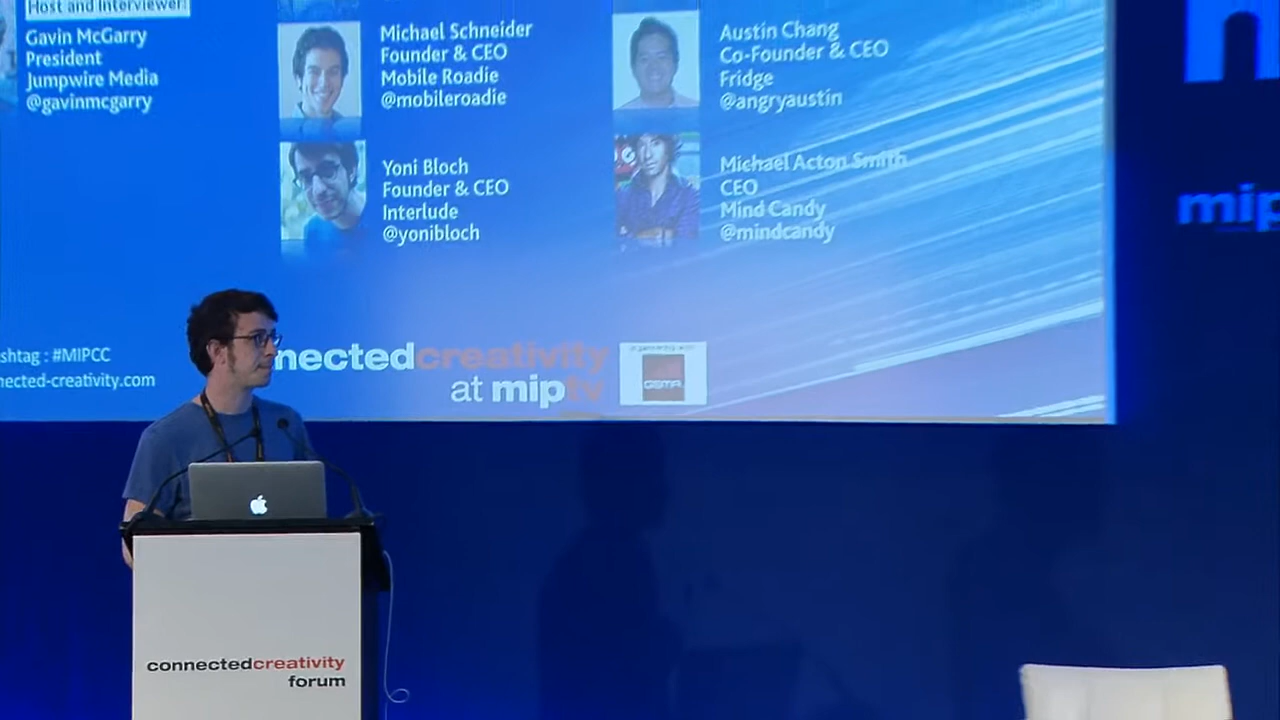 Host and Interviewer!
Gavin McGarry
President
Jumpwire Media
@gavinmcgarry
Michael Schneider
Founder & CEO
Mobile Roadie
@mobileroadie
Austin Chang
Co-Founder & CEO
Fridge
@angryaustin
Yoni Bloch
Founder & CEO
Interlude
@yonibloch
Michael Acton Smith
CEO
Mind Candy
@mindcandy
shtag : #MIPCC
nected-creativity.com
nnectedcreativity
at miptv
GSMA
mip
connectedcreativity
forum